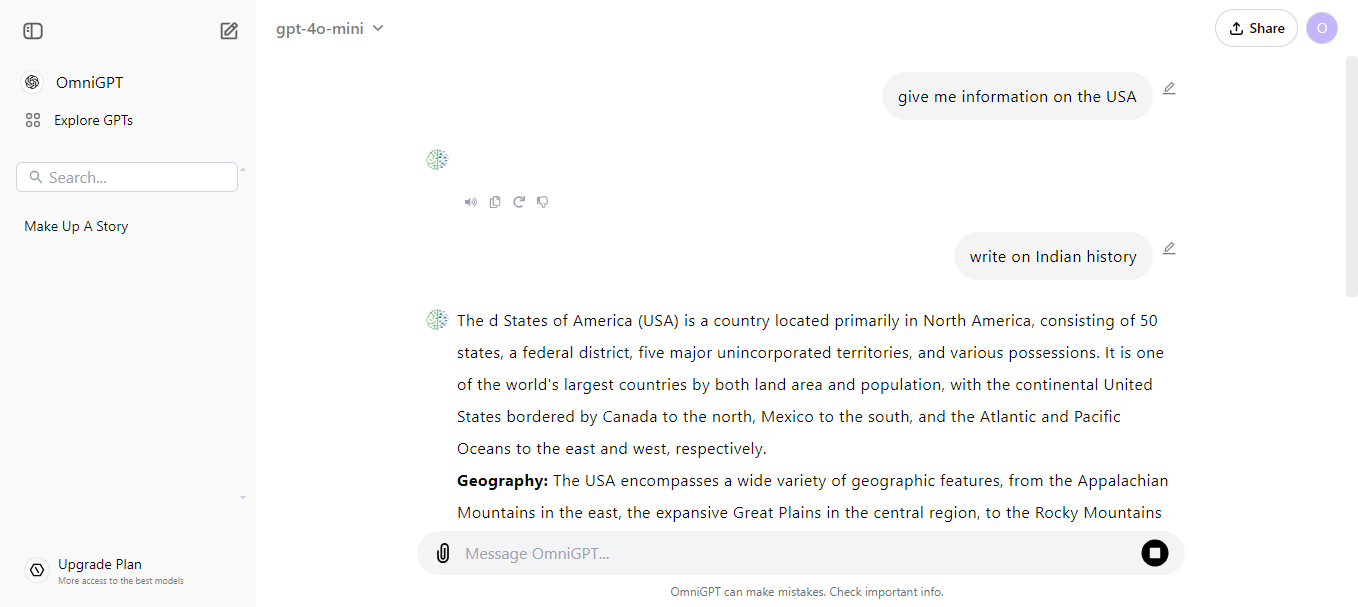 gpt-4o-mini
Share
O
OmniGPT
Explore GPTs
Search...
Make Up A Story
give me information on the USA
write on Indian history
The d States of America (USA) is a country located primarily in North America, consisting of 50
states, a federal district, five major unincorporated territories, and various possessions. It is one
of the world's largest countries by both land area and population, with the continental United
States bordered by Canada to the north, Mexico to the south, and the Atlantic and Pacific
Oceans to the east and west, respectively.
Geography: The USA encompasses a wide variety of geographic features, from the Appalachian
Mountains in the east, the expansive Great Plains in the central region, to the Rocky Mountains
Message OmniGPT...
Upgrade Plan
More access to the best models
OmniGPT can make mistakes. Check important info.